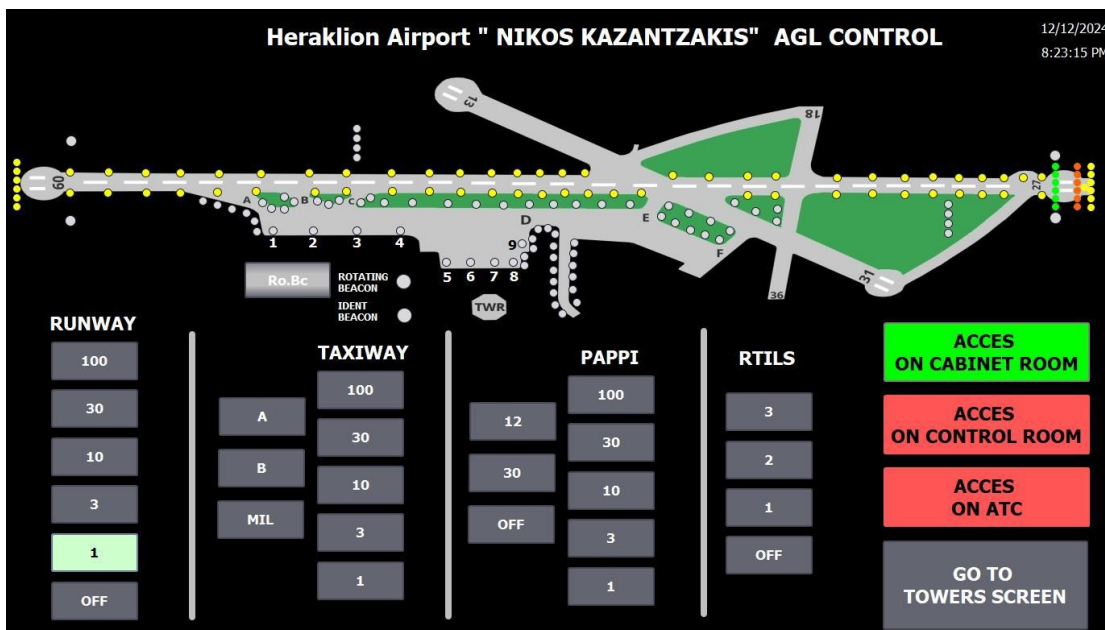 Heraklion Airport " NIKOS KAZANTZAKIS"  AGL CONTROL
12/12/2024
8:23:15 PM
13
18
09
27
A
B
C
D
E
F
1
2
3
4
9
5
6
7
8
31
36
Ro.Bc
ROTATING
BEACON
IDENT
BEACON
TWR
RUNWAY
100
30
10
3
1
OFF
TAXIWAY
A
B
MIL
100
30
10
3
1
PAPPI
12
30
OFF
100
30
10
3
1
RTILS
3
2
1
OFF
ACCES
ON CABINET ROOM
ACCES
ON CONTROL ROOM
ACCES
ON ATC
GO TO
TOWERS SCREEN